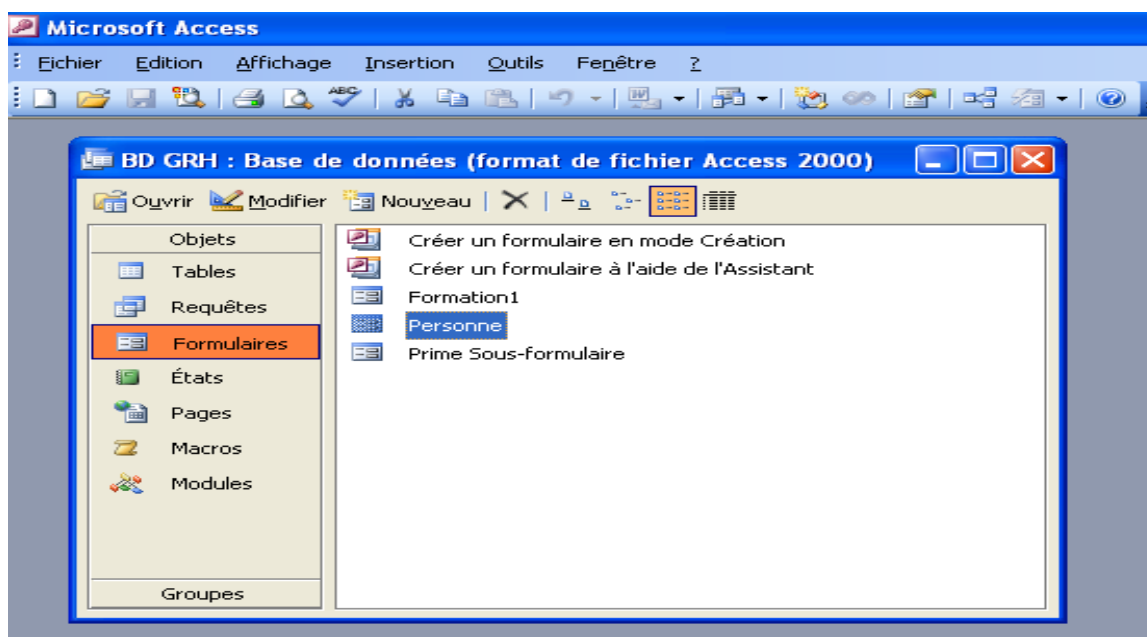 Microsoft Access
Fichier Edition Affichage Insertion Outils Fenêtre ?
BD GRH : Base de données (format de fichier Access 2000)
Ouvrir Modifier Nouveau
Objets
Tables
Requêtes
Formulaires
États
Pages
Macros
Modules
Groupes
Créer un formulaire en mode Création
Créer un formulaire à l'aide de l'Assistant
Formation1
Personne
Prime Sous-formulaire